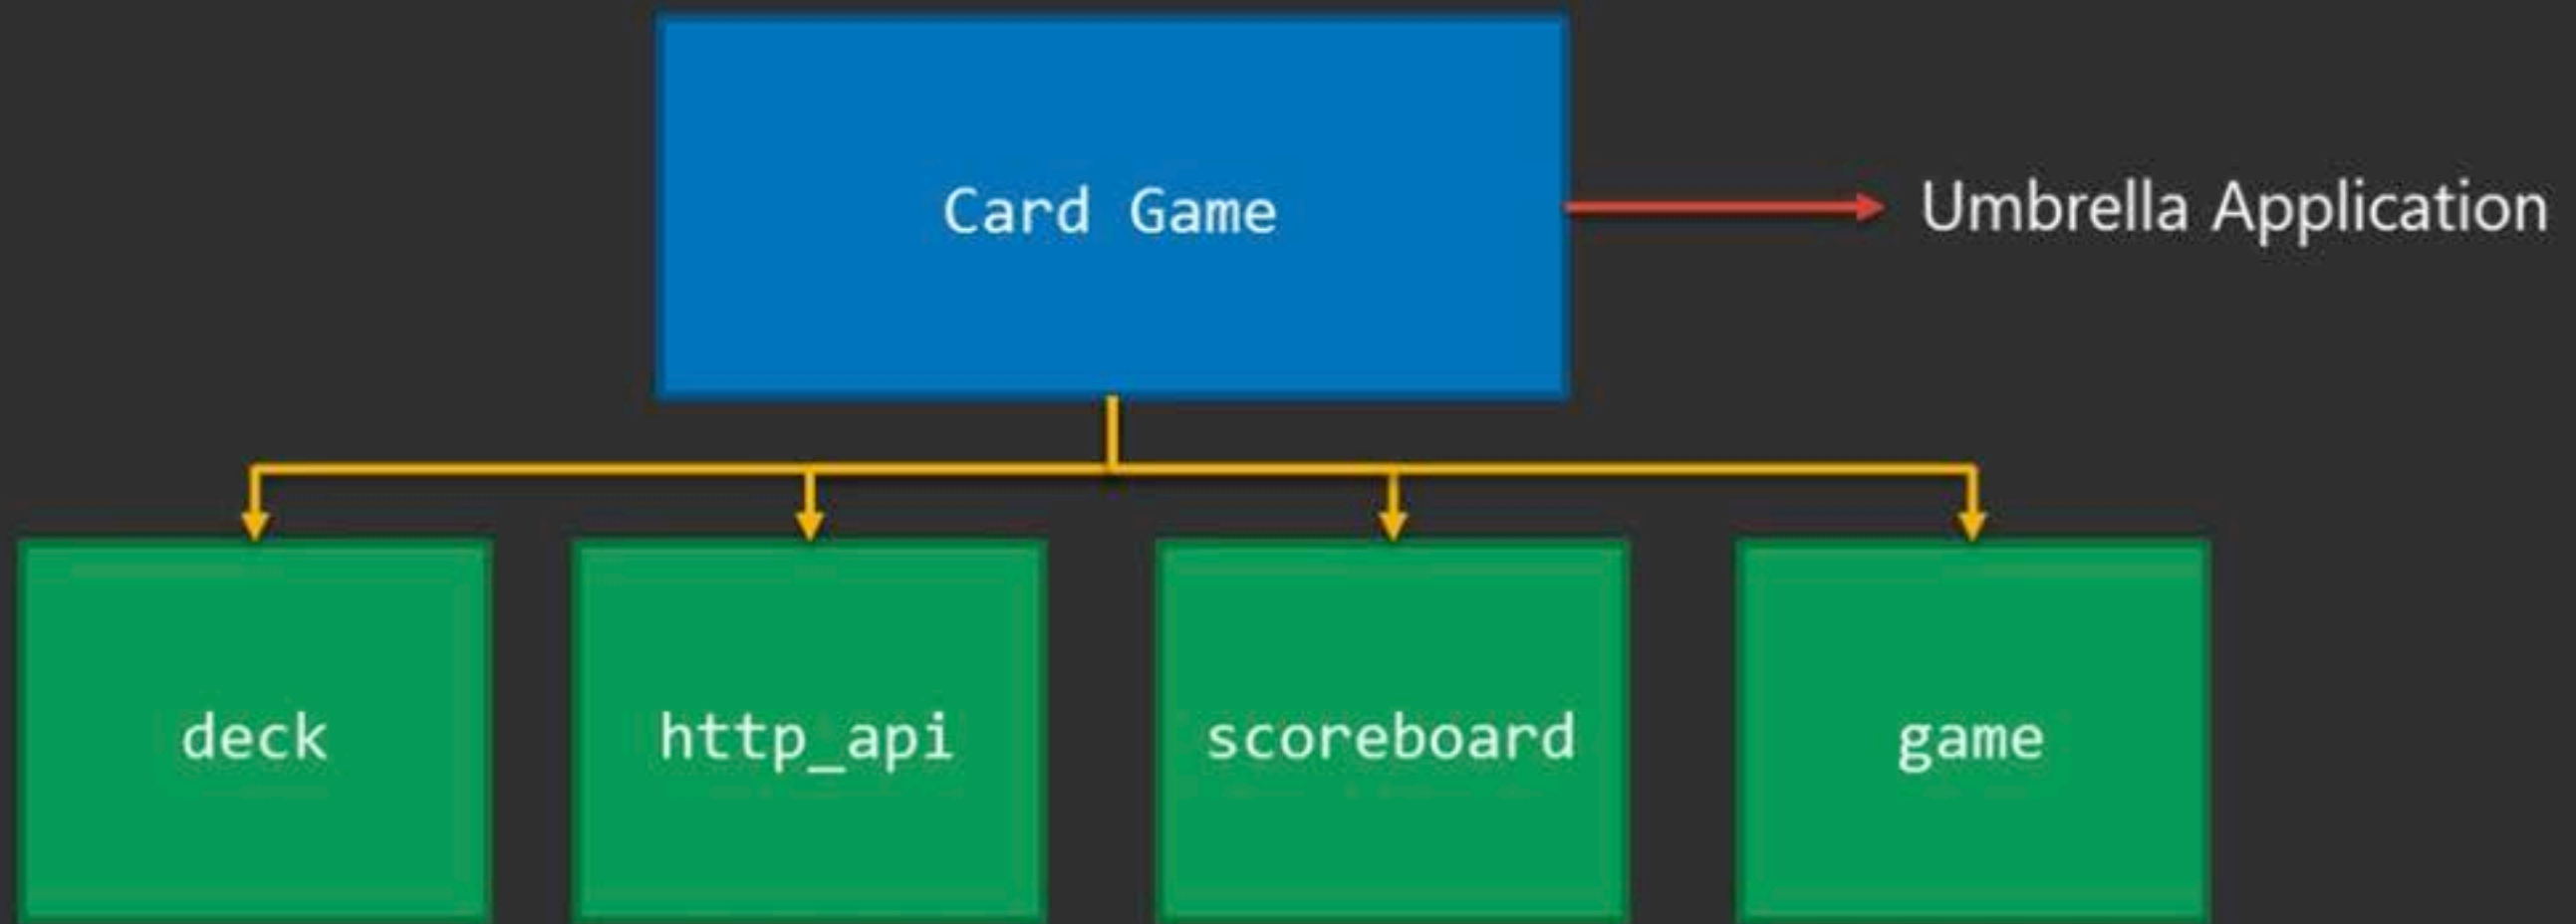 Card Game
Umbrella Application
deck
http_api
scoreboard
game